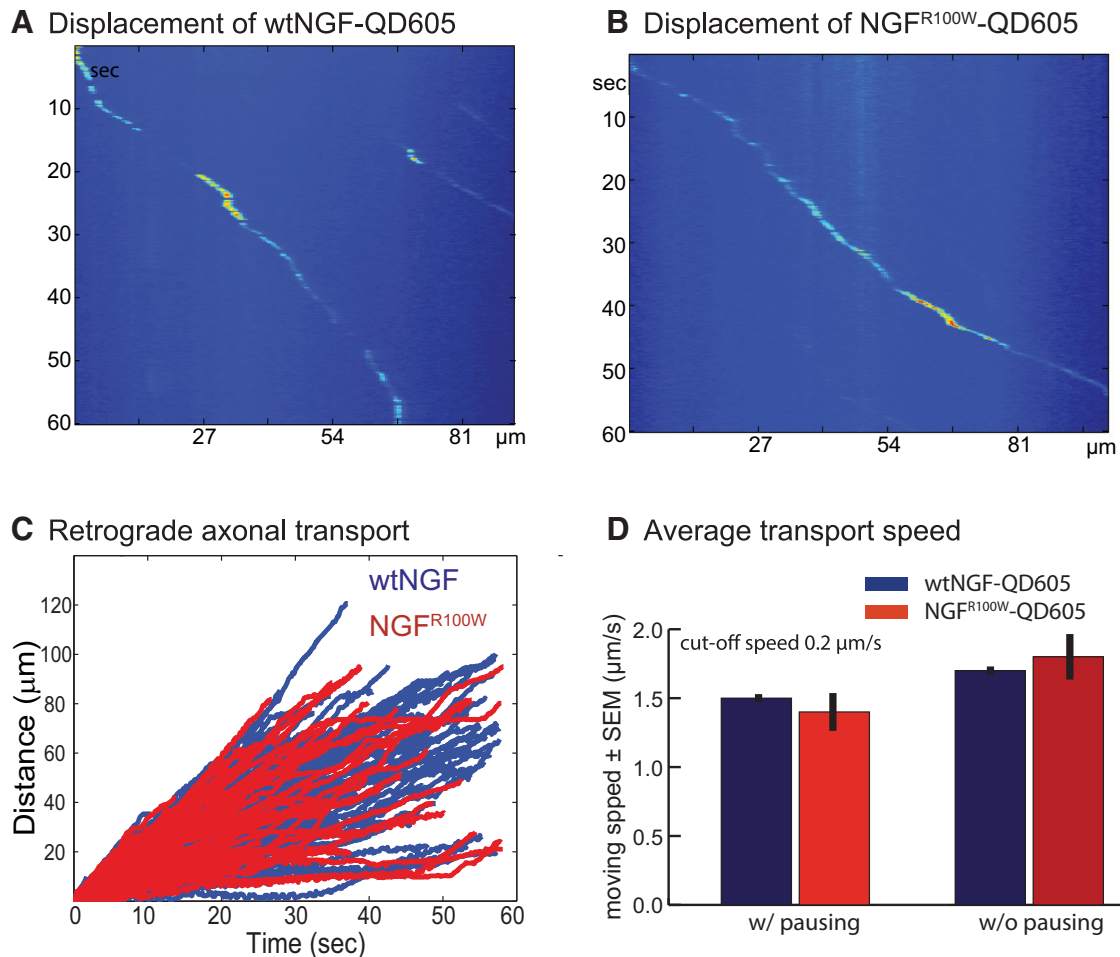 A Displacement of wtNGF-QD605
sec
10
20
30
40
50
60
27 54 81 µm
B Displacement of NGFR100W-QD605
sec
10
20
30
40
50
60
27 54 81 µm
C Retrograde axonal transport
wtNGF
NGFR100W
Distance (µm)
120
100
80
60
40
20
0 10 20 30 40 50 60
Time (sec)
D Average transport speed
wtNGF-QD605
NGFR100W-QD605
cut-off speed 0.2 µm/s
moving spped ± SEM (µm/s)
2.0
1.5
1.0
0.5
0.0
w/ pausing w/o pausing